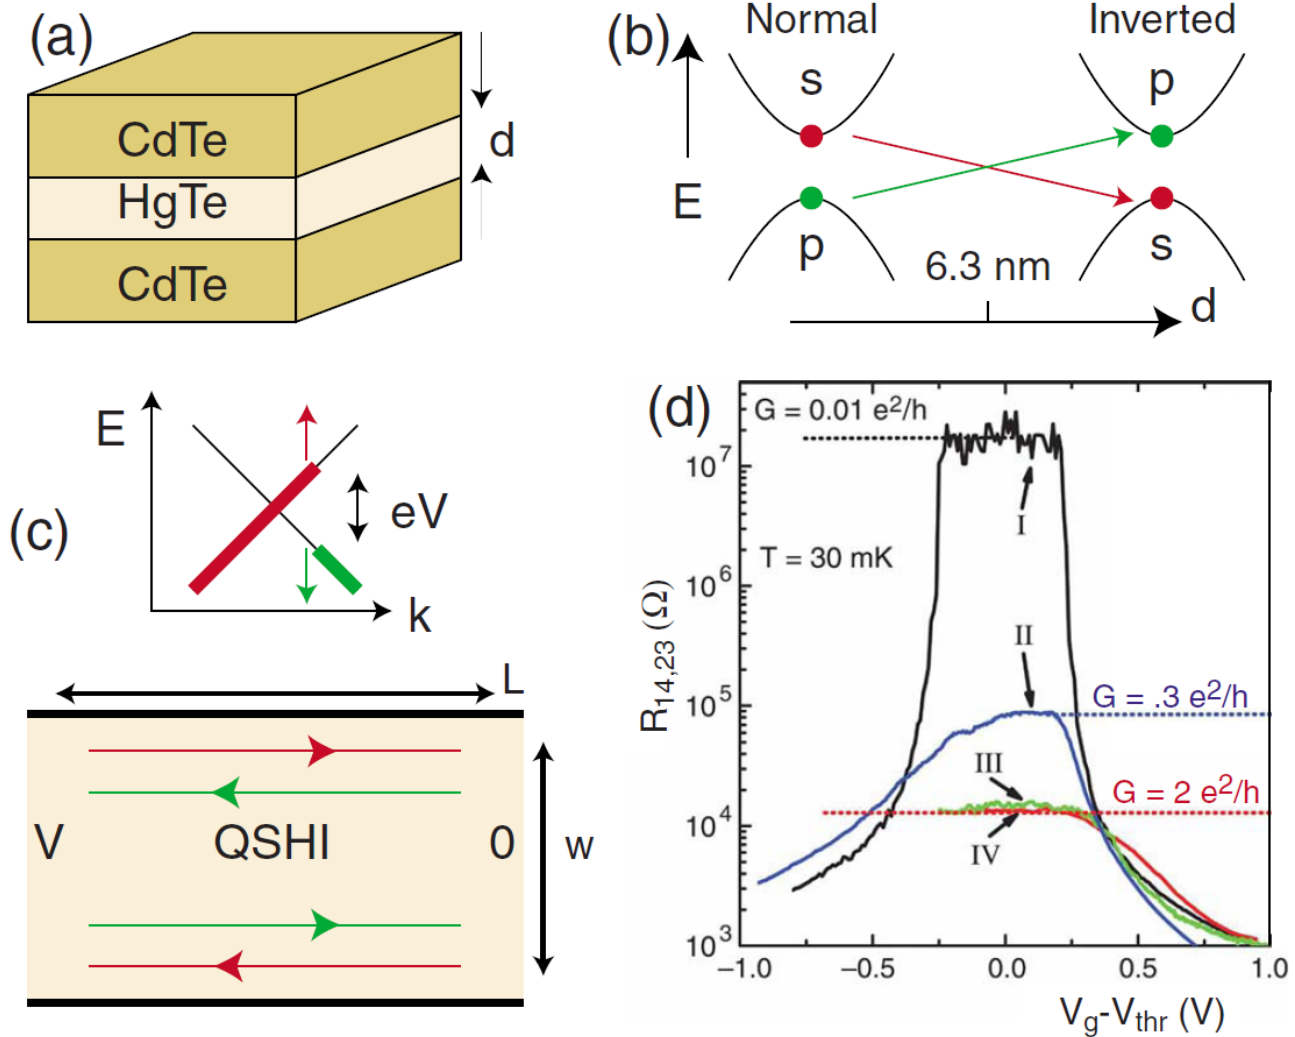 (a)
CdTe
HgTe
CdTe
d
(b)
Normal
Inverted
s
p
E
p
s
6.3 nm
d
(c)
E
eV
k
L
V
QSHI
0
w
(d)
G = 0.01 e²/h
I
T = 30 mK
II
G = .3 e²/h
III
G = 2 e²/h
IV
R₁₄,₂₃ (Ω)
10⁷
10⁶
10⁵
10⁴
10³
−1.0 −0.5 0.0 0.5 1.0
V_g-V_thr (V)